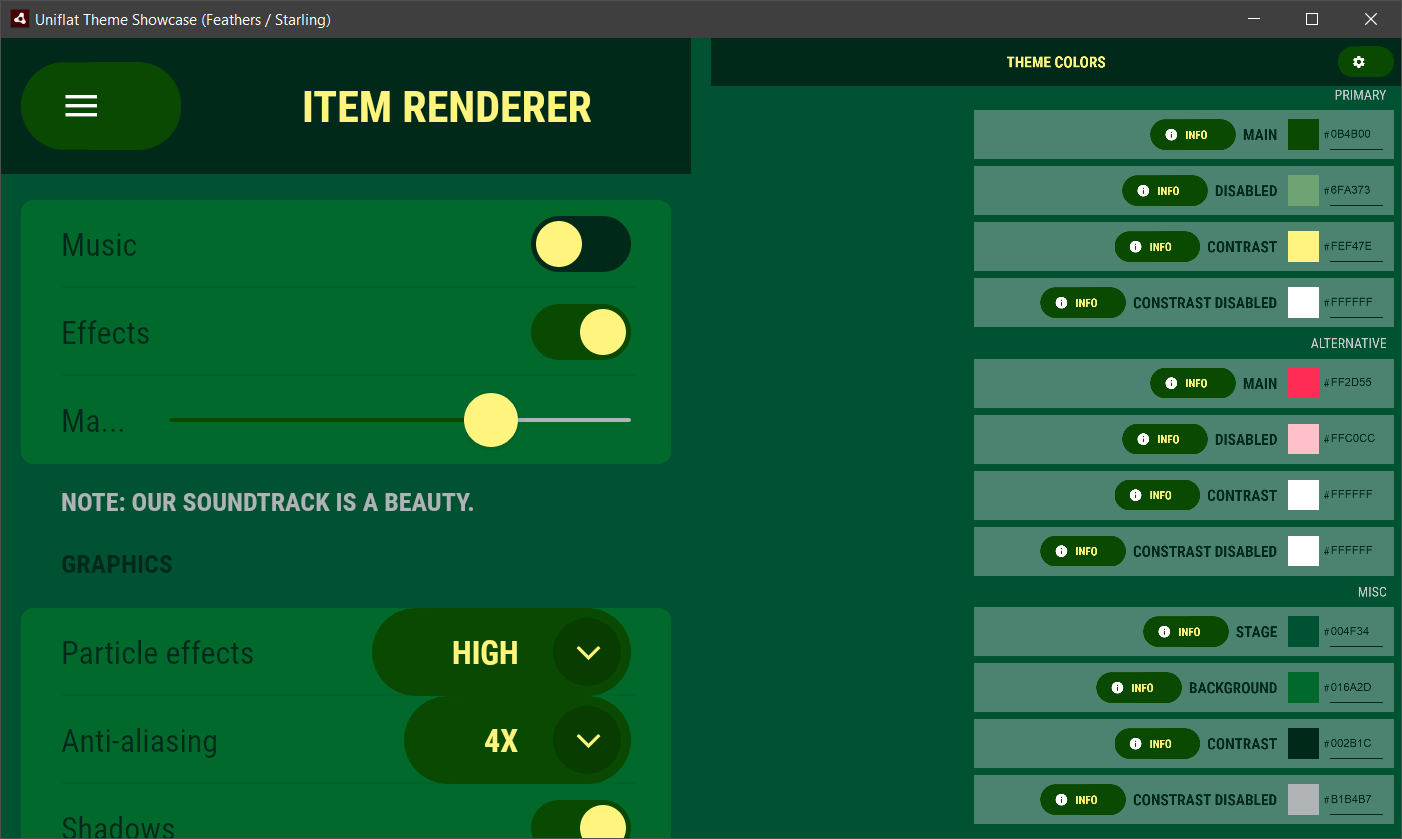 Uniflat Theme Showcase (Feathers / Starling)
ITEM RENDERER
Music
Effects
Ma...
NOTE: OUR SOUNDTRACK IS A BEAUTY.
GRAPHICS
Particle effects
HIGH
Anti-aliasing
4X
Shadows
THEME COLORS
PRIMARY
INFO MAIN #0B4B00
INFO DISABLED #6FA373
INFO CONTRAST #FEF47E
INFO CONSTRAST DISABLED #FFFFFF
ALTERNATIVE
INFO MAIN #FF2D55
INFO DISABLED #FFC0CC
INFO CONTRAST #FFFFFF
INFO CONSTRAST DISABLED #FFFFFF
MISC
INFO STAGE #004F34
INFO BACKGROUND #016A2D
INFO CONTRAST #002B1C
INFO CONSTRAST DISABLED #B1B4B7